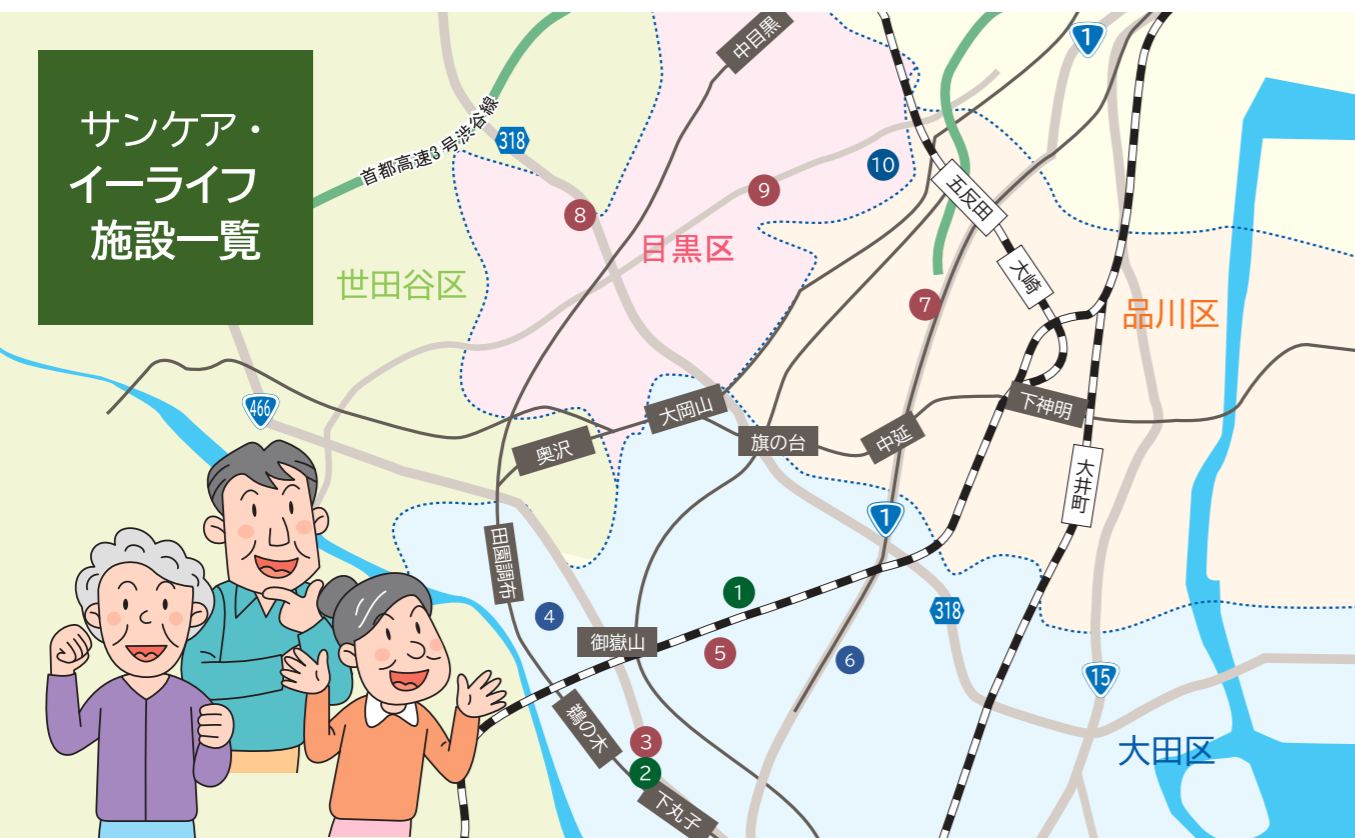 サンケア・
イーライフ
施設一覧
中目黒
1
首都高速3号渋谷線
318
10
9
8
五反田
目黒区
世田谷区
大崎
7
品川区
466
大岡山
下神明
旗の台
中延
奥沢
大井町
1
田園調布
1
4
318
御嶽山
5
6
15
鵜の木
3
大田区
2
下丸子